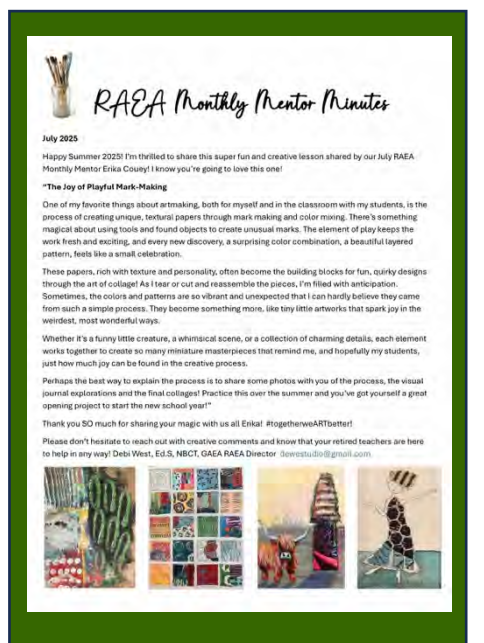 RAEA Monthly Mentor Minutes
July 2025
Happy Summer 2025! I'm thrilled to share this super fun and creative lesson shared by our July RAEA
Monthly Mentor Erika Couey! I know you're going to love this one!
"The Joy of Playful Mark-Making
One of my favorite things about artmaking, both for myself and in the classroom with my students, is the
process of creating unique, textural papers through mark making and color mixing. There's something
magical about using tools and found objects to create unusual marks. The element of play keeps the
work fresh and exciting, and every new discovery, a surprising color combination, a beautiful layered
pattern, feels like a small celebration.
These papers, rich with texture and personality, often become the building blocks for fun, quirky designs
through the art of collage! As I tear or cut and reassemble the pieces, I'm filled with anticipation.
Sometimes, the colors and patterns are so vibrant and unexpected that I can hardly believe they came
from such a simple process. They become something more, like tiny little artworks that spark joy in the
weirdest, most wonderful ways.
Whether it's a funny little creature, a whimsical scene, or a collection of charming details, each element
works together to create so many miniature masterpieces that remind me, and hopefully my students,
just how much joy can be found in the creative process.
Perhaps the best way to explain the process is to share some photos with you of the process, the visual
journal explorations and the final collages! Practice this over the summer and you've got yourself a great
opening project to start the new school year!"
Thank you SO much for sharing your magic with us all Erika! #togetherweARTbetter!
Please don't hesitate to reach out with creative comments and know that your retired teachers are here
to help in any way! Debi West, Ed.S, NBCT, GAEA RAEA Director dewestudio@gmail.com